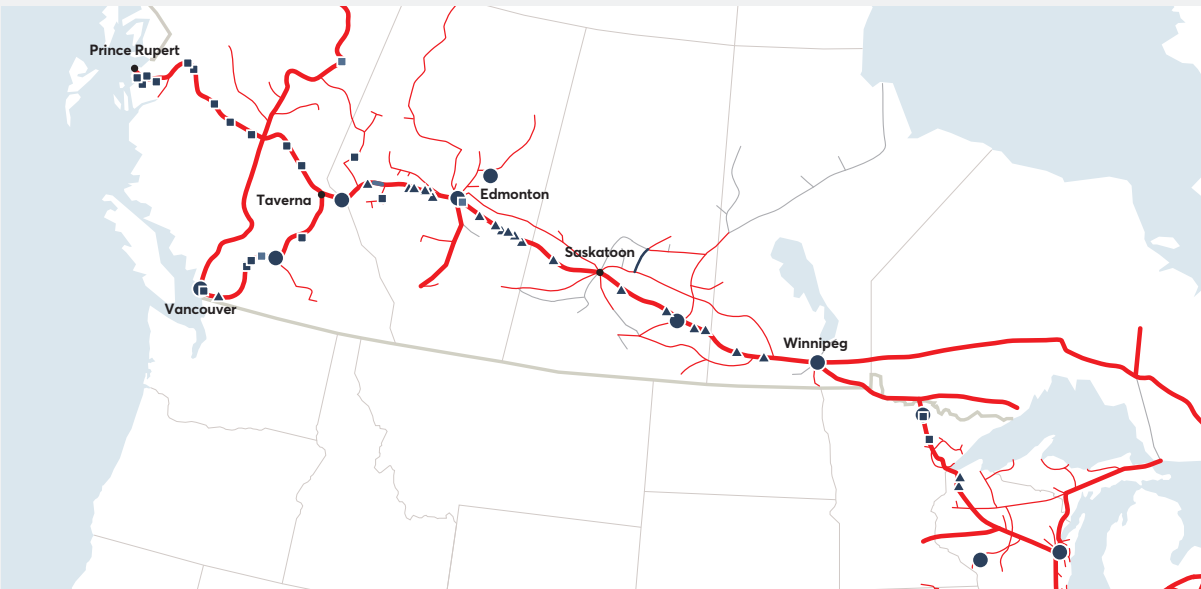 Prince Rupert
Taverna
Edmonton
Saskatoon
Vancouver
Winnipeg